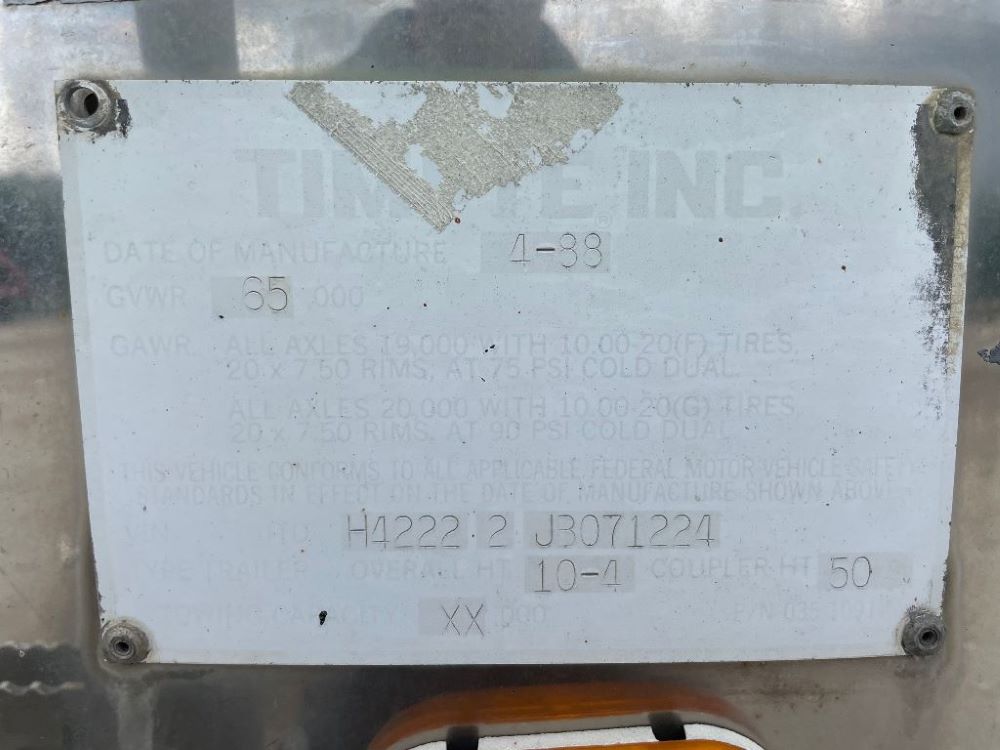 INC.
DATE OF MANUFACTURE 4-88
GVWR 65 ,000
GAWR. ALL AXLES 19,000 WITH 10.00-20(F) TIRES,
20 x 7.50 RIMS, AT 75 PSI COLD DUAL.
ALL AXLES 20,000 WITH 10.00-20(G) TIRES,
20 x 7.50 RIMS, AT 90 PSI COLD DUAL
THIS VEHICLE CONFORMS TO ALL APPLICABLE FEDERAL MOTOR VEHICLE SAFETY
STANDARDS IN EFFECT ON THE DATE OF MANUFACTURE SHOWN ABOVE
H4222 2 J3071224
TRAILER OVERALL HT 10-4 COUPLER HT 50
CAPACITY XX ,000 P/N